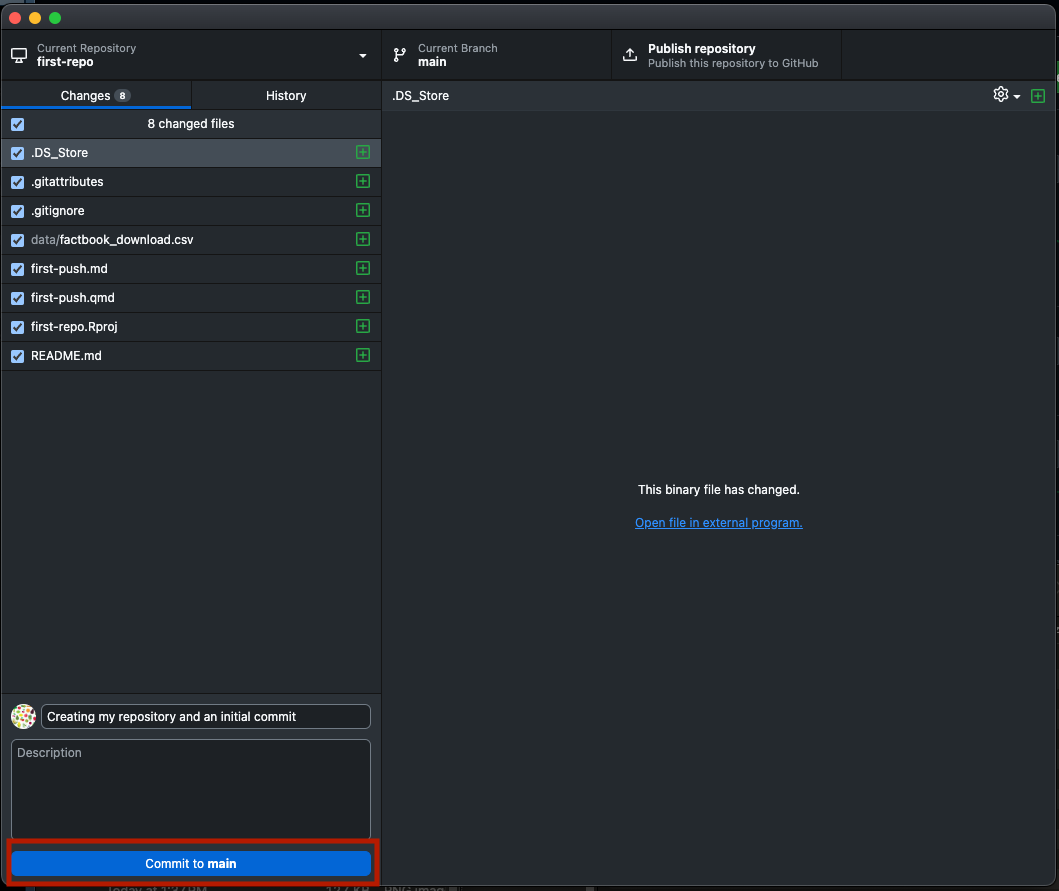 Current Repository
first-repo
Current Branch
main
Publish repository
Publish this repository to GitHub
Changes 8
History
8 changed files
.DS_Store
.gitattributes
.gitignore
data/factbook_download.csv
first-push.md
first-push.qmd
first-repo.Rproj
README.md
.DS_Store
This binary file has changed.
Open file in external program.
Creating my repository and an initial commit
Description
Commit to main